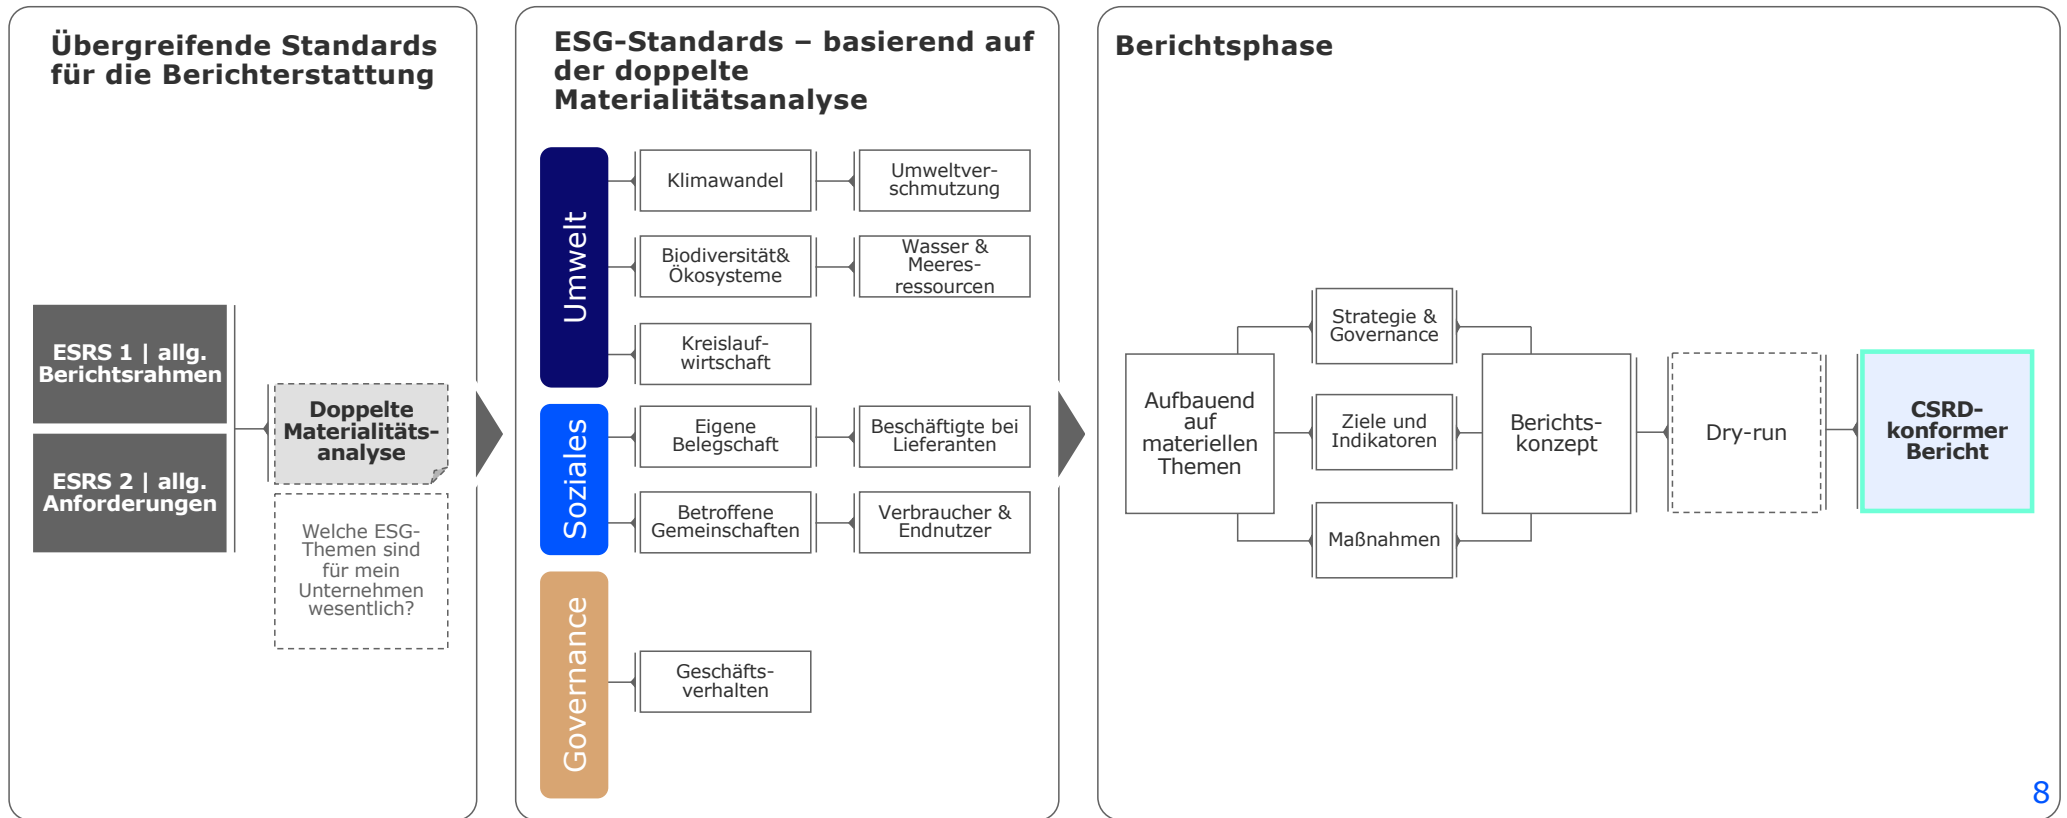 Übergreifende Standards
für die Berichterstattung
ESRS 1 | allg.
Berichtsrahmen
ESRS 2 | allg.
Anforderungen
Doppelte
Materialitäts-
analyse
Welche ESG-
Themen sind
für mein
Unternehmen
wesentlich?
ESG-Standards – basierend auf
der doppelte
Materialitätsanalyse
Umwelt
Klimawandel
Umweltver-
schmutzung
Biodiversität&
Ökosysteme
Wasser &
Meeres-
ressourcen
Kreislauf-
wirtschaft
Soziales
Eigene
Belegschaft
Beschäftigte bei
Lieferanten
Betroffene
Gemeinschaften
Verbraucher &
Endnutzer
Governance
Geschäfts-
verhalten
Berichtsphase
Aufbauend
auf
materiellen
Themen
Strategie &
Governance
Ziele und
Indikatoren
Maßnahmen
Berichts-
konzept
Dry-run
CSRD-
konformer
Bericht
8